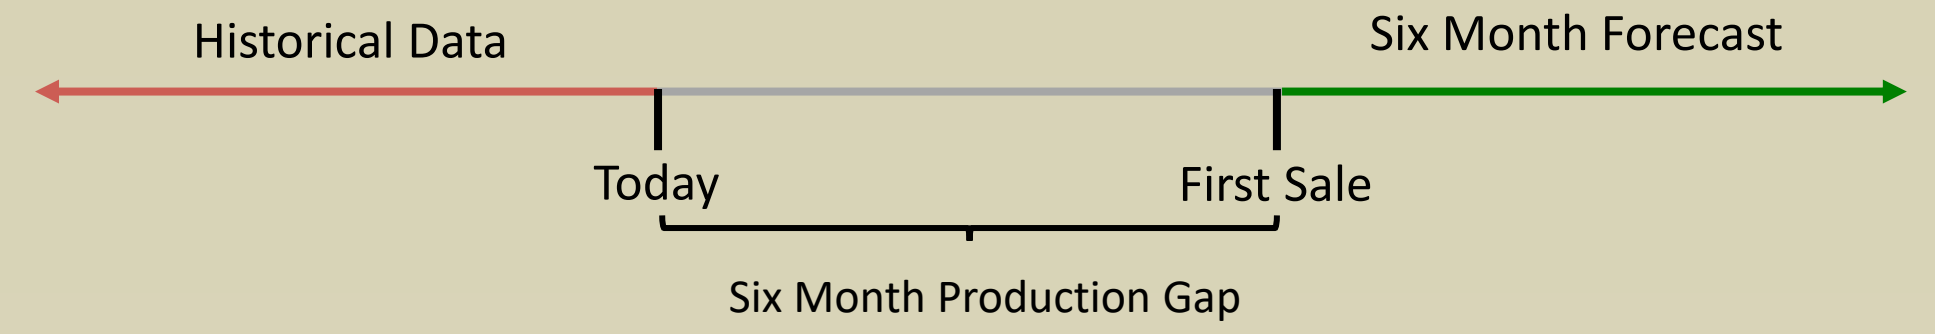 Historical Data
Six Month Forecast
Today
First Sale
Six Month Production Gap